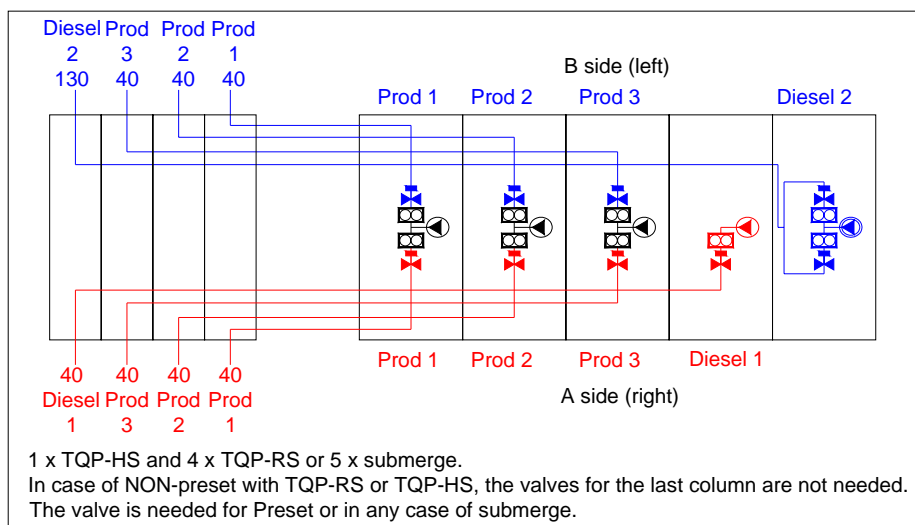 Diesel Prod Prod Prod
2 3 2 1
130 40 40 40
B side (left)
Prod 1 Prod 2 Prod 3 Diesel 2
Prod 1 Prod 2 Prod 3 Diesel 1
A side (right)
40 40 40 40
Diesel Prod Prod Prod
1 3 2 1
1 x TQP-HS and 4 x TQP-RS or 5 x submerge.
In case of NON-preset with TQP-RS or TQP-HS, the valves for the last column are not needed.
The valve is needed for Preset or in any case of submerge.